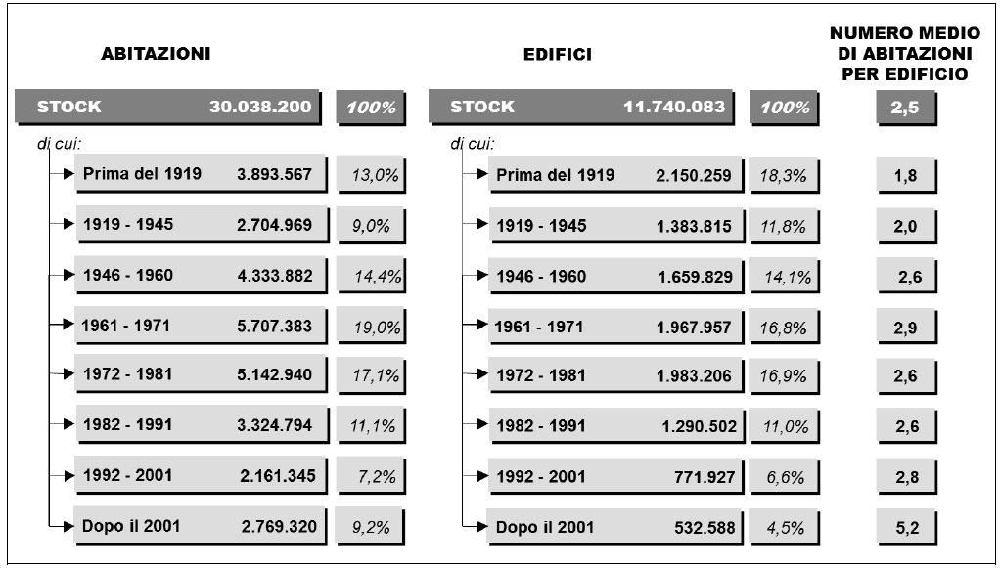 ABITAZIONI EDIFICI NUMERO MEDIO
DI ABITAZIONI
PER EDIFICIO
STOCK 30.038.200 100% STOCK 11.740.083 100% 2,5
di cui: di cui:
Prima del 1919 3.893.567 13,0% Prima del 1919 2.150.259 18,3% 1,8
1919 - 1945 2.704.969 9,0% 1919 - 1945 1.383.815 11,8% 2,0
1946 - 1960 4.333.882 14,4% 1946 - 1960 1.659.829 14,1% 2,6
1961 - 1971 5.707.383 19,0% 1961 - 1971 1.967.957 16,8% 2,9
1972 - 1981 5.142.940 17,1% 1972 - 1981 1.983.206 16,9% 2,6
1982 - 1991 3.324.794 11,1% 1982 - 1991 1.290.502 11,0% 2,6
1992 - 2001 2.161.345 7,2% 1992 - 2001 771.927 6,6% 2,8
Dopo il 2001 2.769.320 9,2% Dopo il 2001 532.588 4,5% 5,2